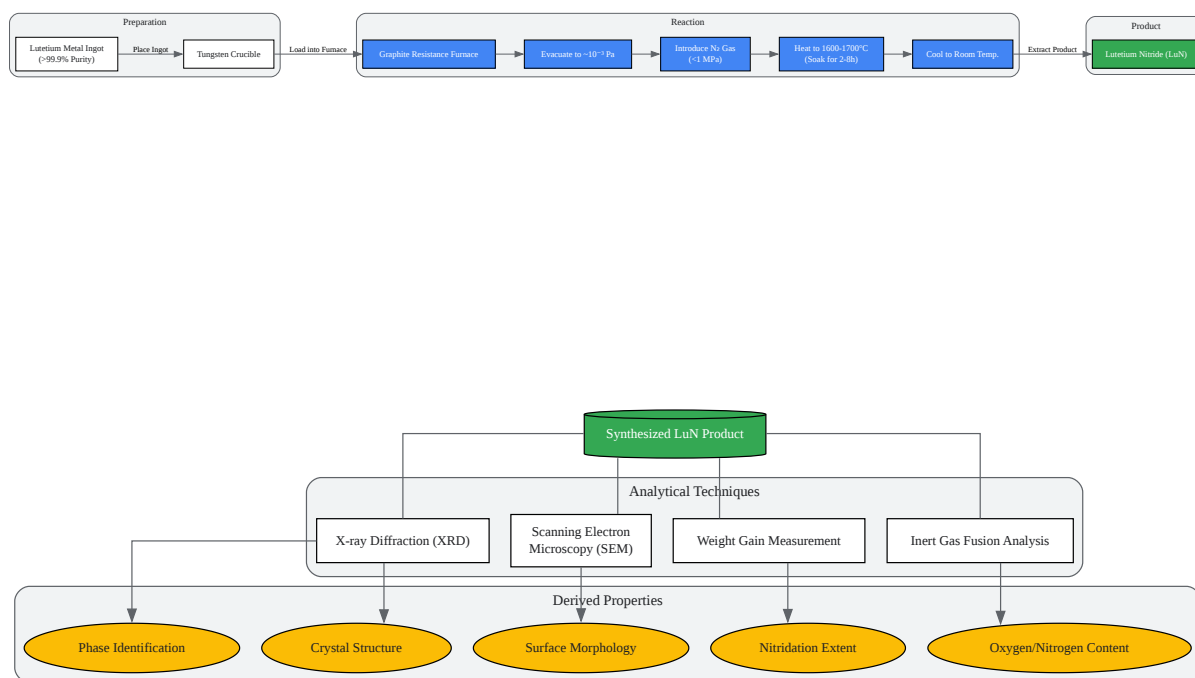 Preparation
Reaction
Product
Lutetium Metal Ingot
(>99.9% Purity)
Place Ingot
Tungsten Crucible
Load into Furnace
Graphite Resistance Furnace
Evacuate to ~10⁻³ Pa
Introduce N₂ Gas
(<1 MPa)
Heat to 1600-1700°C
(Soak for 2-8h)
Cool to Room Temp.
Extract Product
Lutetium Nitride (LuN)
Synthesized LuN Product
Analytical Techniques
X-ray Diffraction (XRD)
Scanning Electron
Microscopy (SEM)
Weight Gain Measurement
Inert Gas Fusion Analysis
Derived Properties
Phase Identification
Crystal Structure
Surface Morphology
Nitridation Extent
Oxygen/Nitrogen Content